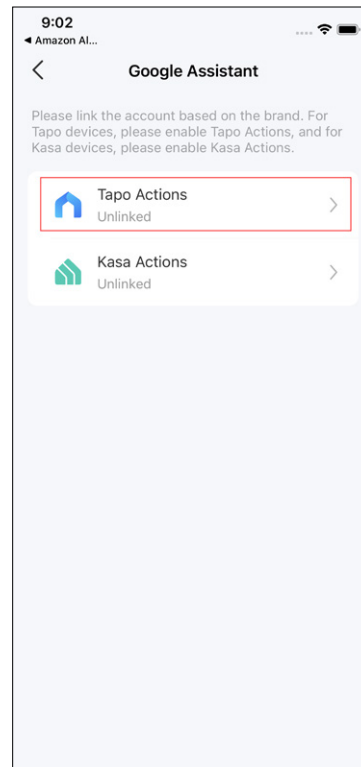 9:02
◀ Amazon Al...
Google Assistant
Please link the account based on the brand. For
Tapo devices, please enable Tapo Actions, and for
Kasa devices, please enable Kasa Actions.
Tapo Actions
Unlinked
Kasa Actions
Unlinked